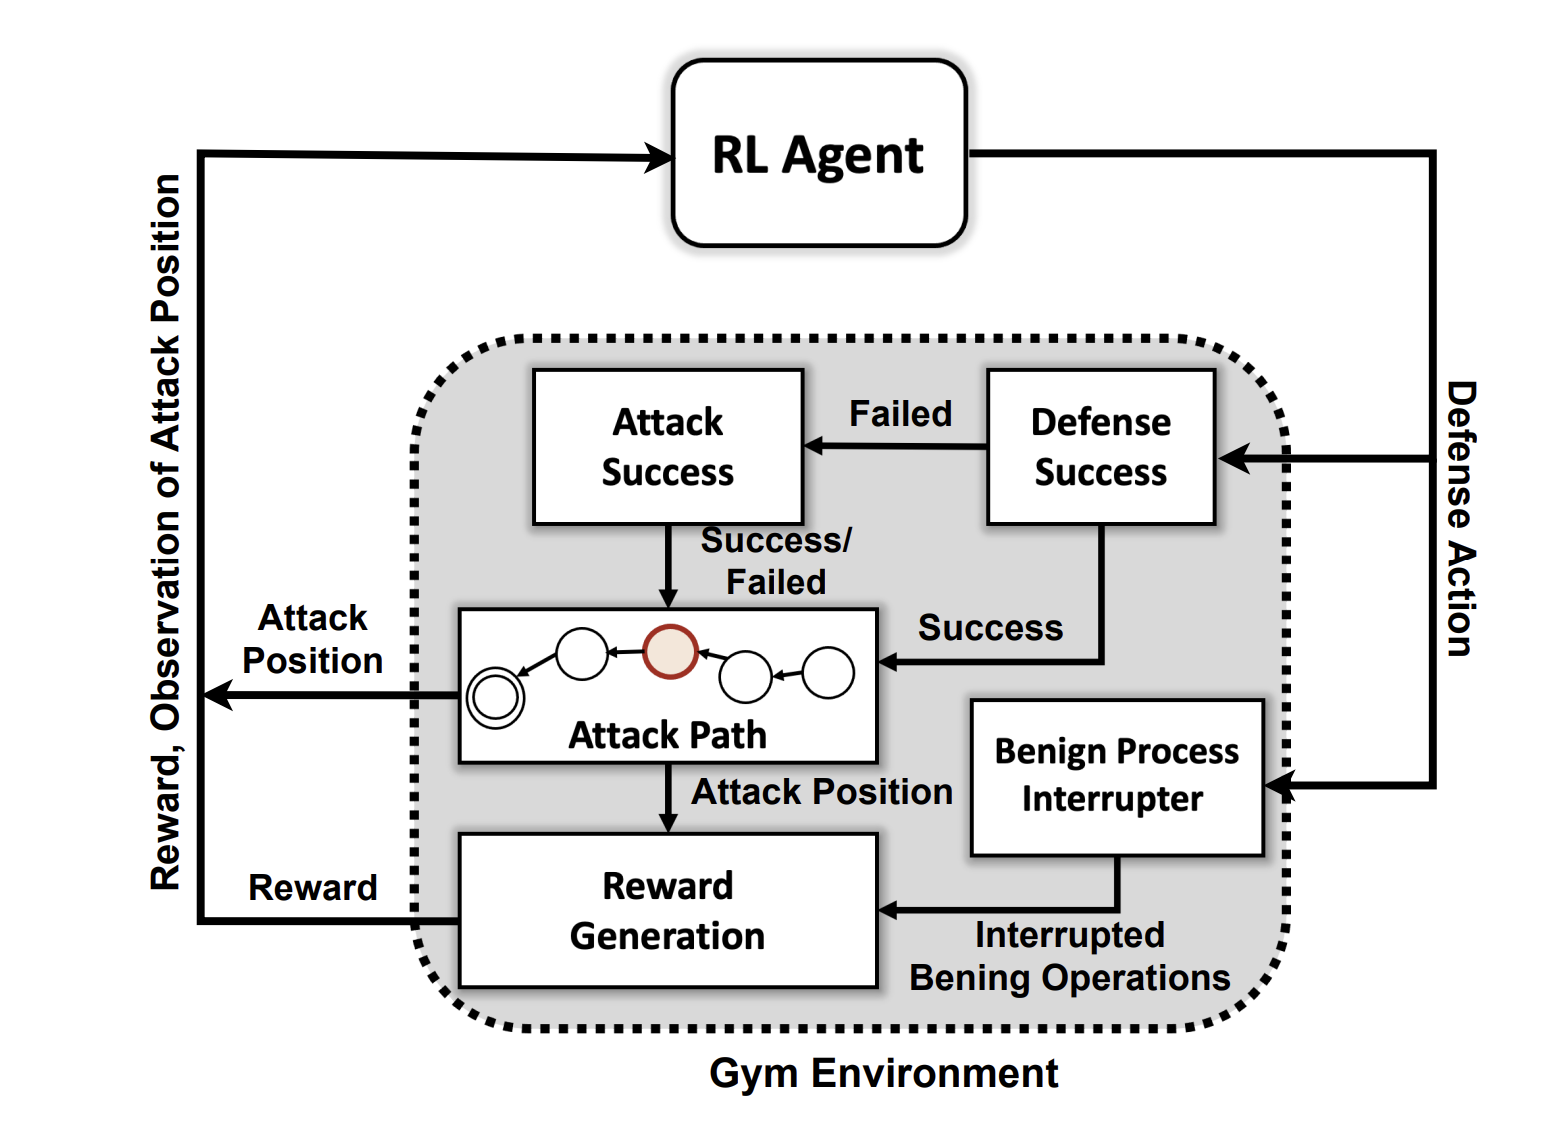 RL Agent
Reward, Observation of Attack Position
Defense Action
Attack
Success
Failed
Defense
Success
Success/
Failed
Attack
Position
Success
Attack Path
Benign Process
Interrupter
Attack Position
Reward
Reward
Generation
Interrupted
Bening Operations
Gym Environment